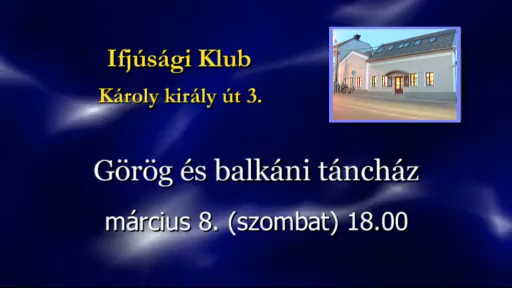 Ifjúsági Klub
Károly király út 3.
Görög és balkáni táncház
március 8. (szombat) 18.00